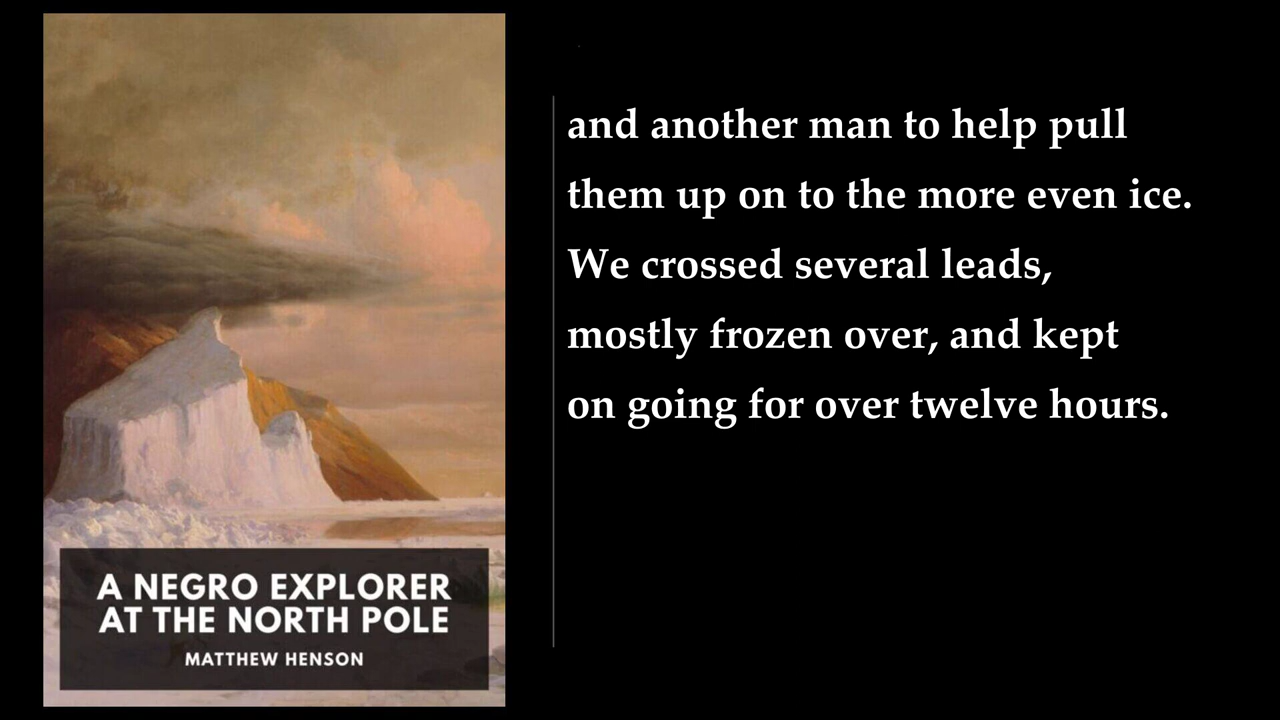 and another man to help pull
them up on to the more even ice.
We crossed several leads,
mostly frozen over, and kept
on going for over twelve hours.
A NEGRO EXPLORER
AT THE NORTH POLE
MATTHEW HENSON